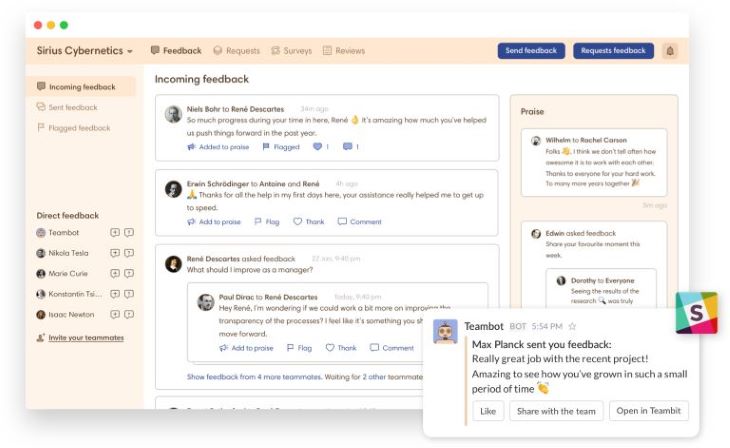 Sirius Cybernetics
Feedback
Requests
Surveys
Reviews
Send feedback
Requests feedback
Incoming feedback
Sent feedback
Flagged feedback
Direct feedback
Teambot
Nikola Tesla
Marie Curie
Konstantin Tsi...
Isaac Newton
Invite your teammates
Incoming feedback
Niels Bohr to René Descartes 34m ago
So much progress during your time in here, René 👌 it's amazing how much you've helped
us push things forward in the past year.
Added to praise Flagged 1 1
Erwin Schrödinger to Antoine and René 4h ago
🙏 Thanks for all the help in my first days here, your assistance really helped me to get up
to speed.
Add to praise Flag Thank Comment
René Descartes asked feedback 22 Jan, 9:40 pm
What should I improve as a manager?
Paul Dirac to René Descartes Today, 9:40 pm
Hey René, I'm wondering if we could work a bit more on improving the
transparency of the processes? I feel like it's something you
move forward.
Add to praise Flag Thank Comment
Show feedback from 4 more teammates. Waiting for 2 other teammate
Praise
Wilhelm to Rachel Carson
Folks 👏, I think we don't tell often how
awesome it is to work with each other.
Thanks to everyone for your hard work.
To many more years together 🎉
5m ago
Edwin asked feedback
Share your favourite moment this
week.
Dorothy to Everyone
Seeing the results of the
research 🔍 was truly
S
Teambot BOT 5:54 PM ☆
Max Planck sent you feedback:
Really great job with the recent project!
Amazing to see how you've grown in such a small
period of time 👏
Like
Share with the team
Open in Teambit